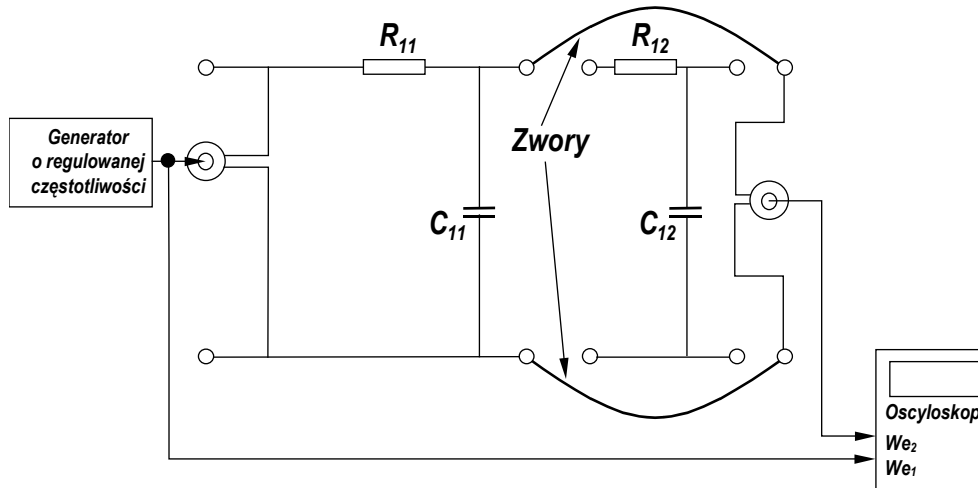 R₁₁
R₁₂
Zwory
Generator
o regulowanej
częstotliwości
C₁₁
C₁₂
Oscyloskop
We₂
We₁